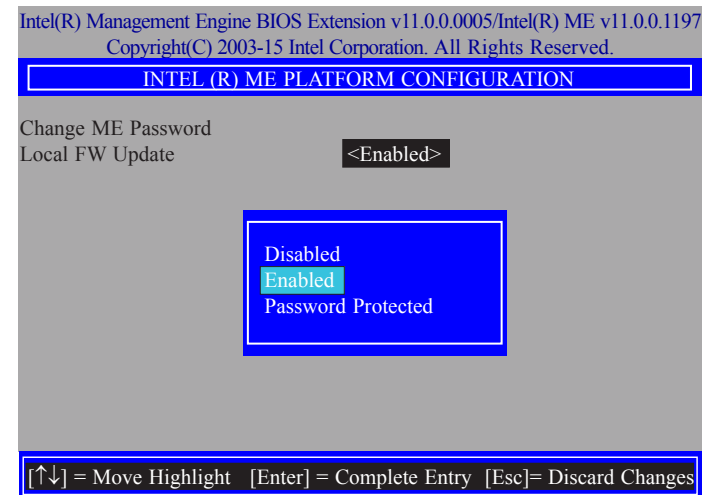 Intel(R) Management Engine BIOS Extension v11.0.0.0005/Intel(R) ME v11.0.0.1197
Copyright(C) 2003-15 Intel Corporation. All Rights Reserved.
INTEL (R) ME PLATFORM CONFIGURATION
Change ME Password
Local FW Update <Enabled>
Disabled
Enabled
Password Protected
[↑↓] = Move Highlight [Enter] = Complete Entry [Esc]= Discard Changes